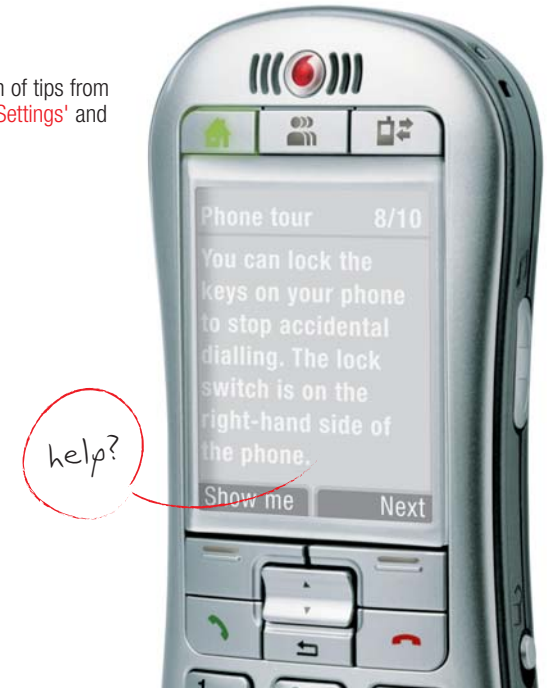 n of tips from
Settings' and
Phone tour 8/10
You can lock the
keys on your phone
to stop accidental
dialling. The lock
switch is on the
right-hand side of
the phone.
help?
Show me Next
1